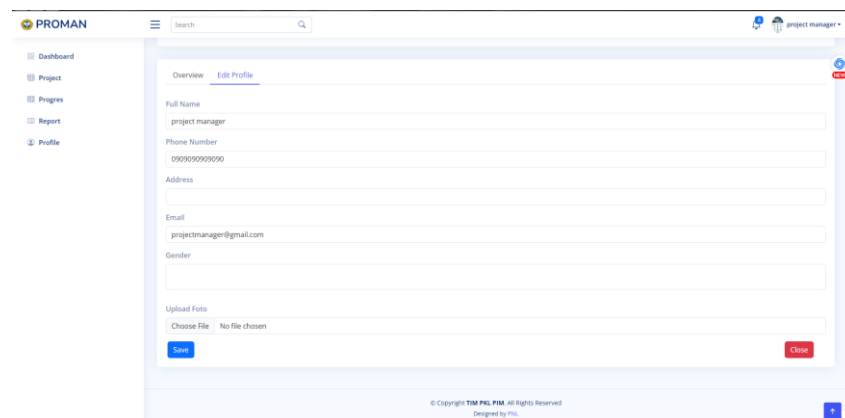 PROMAN
Search
4
project manager
Dashboard
Project
Progres
Report
Profile
NEW
Overview Edit Profile
Full Name
project manager
Phone Number
0909090909090
Address
Email
projectmanager@gmail.com
Gender
Upload Foto
Choose File No file chosen
Save Close
© Copyright TIM PKL PIM. All Rights Reserved
Designed by PNL